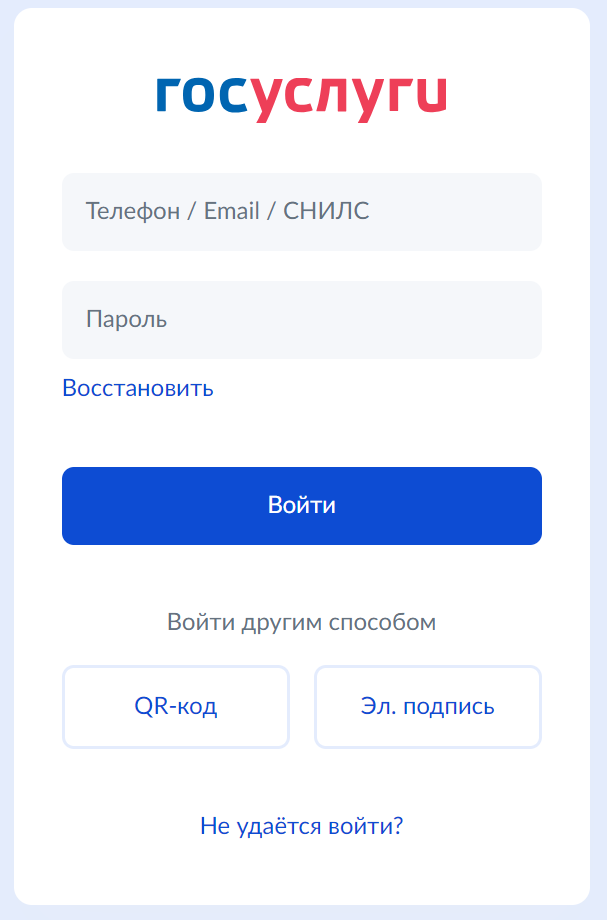 госуслуги
Телефон / Email / СНИЛС
Пароль
Восстановить
Войти
Войти другим способом
QR-код
Эл. подпись
Не удаётся войти?